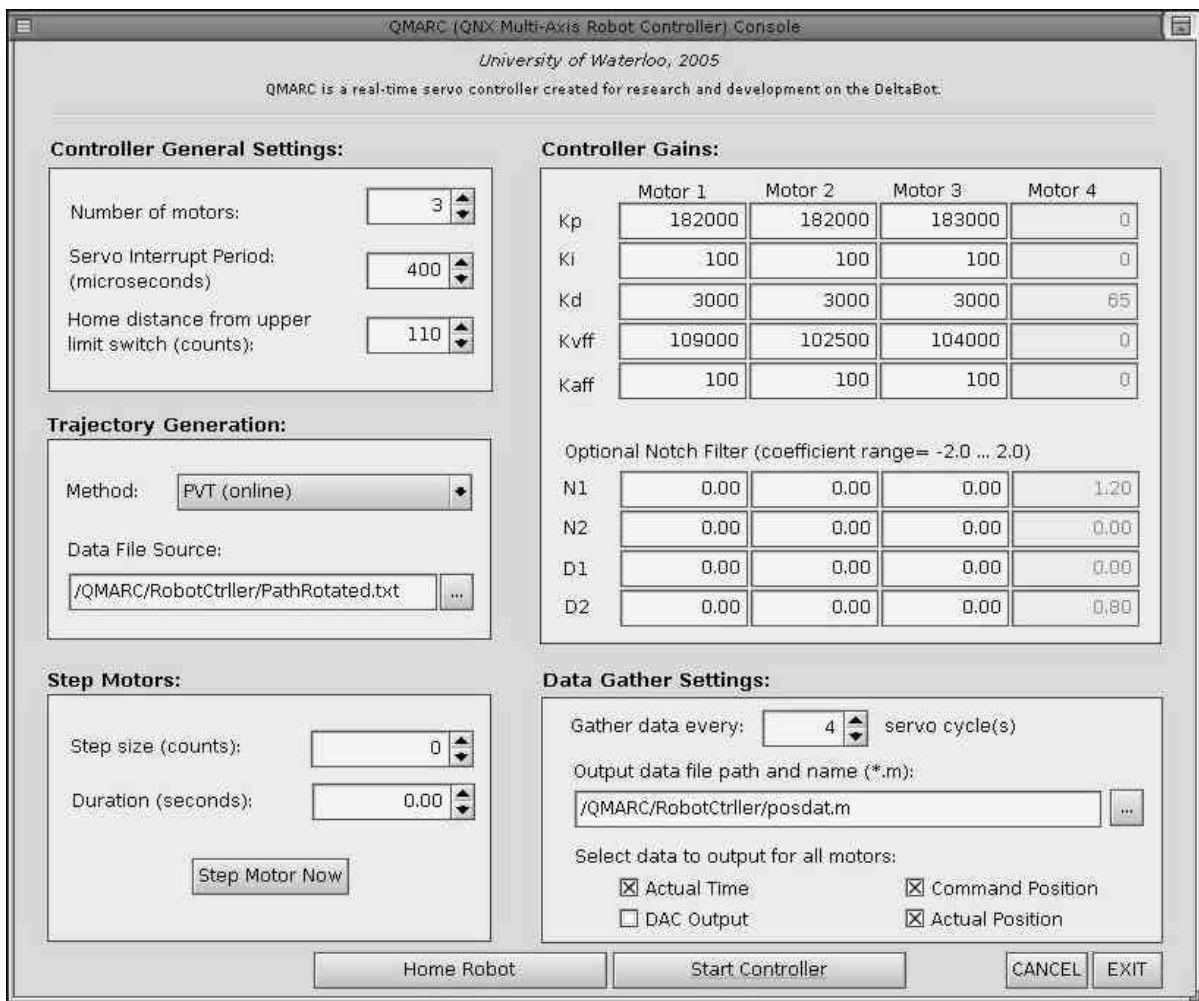 QMARC (QNX Multi-Axis Robot Controller) Console
University of Waterloo, 2005
QMARC is a real-time servo controller created for research and development on the DeltaBot.
Controller General Settings:
Number of motors: 3
Servo Interrupt Period:
(microseconds) 400
Home distance from upper
limit switch (counts): 110
Trajectory Generation:
Method: PVT (online)
Data File Source:
/QMARC/RobotCtrller/PathRotated.txt ...
Step Motors:
Step size (counts): 0
Duration (seconds): 0.00
Step Motor Now
Controller Gains:
Motor 1 Motor 2 Motor 3 Motor 4
Kp 182000 182000 183000 0
Ki 100 100 100 0
Kd 3000 3000 3000 65
Kvff 109000 102500 104000 0
Kaff 100 100 100 0
Optional Notch Filter (coefficient range= -2.0 ... 2.0)
N1 0.00 0.00 0.00 1.20
N2 0.00 0.00 0.00 0.00
D1 0.00 0.00 0.00 0.00
D2 0.00 0.00 0.00 0.80
Data Gather Settings:
Gather data every: 4 servo cycle(s)
Output data file path and name (*.m):
/QMARC/RobotCtrller/posdat.m ...
Select data to output for all motors:
Actual Time Command Position
DAC Output Actual Position
Home Robot Start Controller CANCEL EXIT